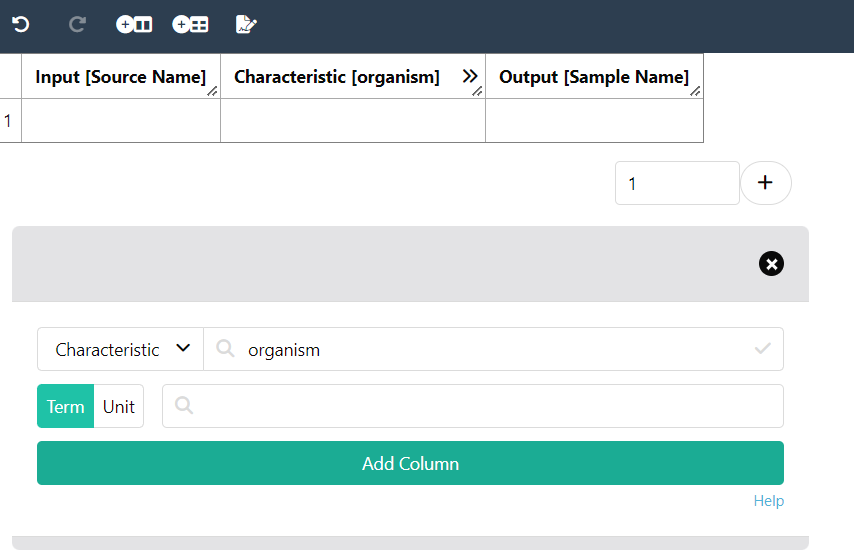 Input [Source Name] Characteristic [organism] Output [Sample Name]
1
1
Characteristic organism
Term Unit
Add Column
Help